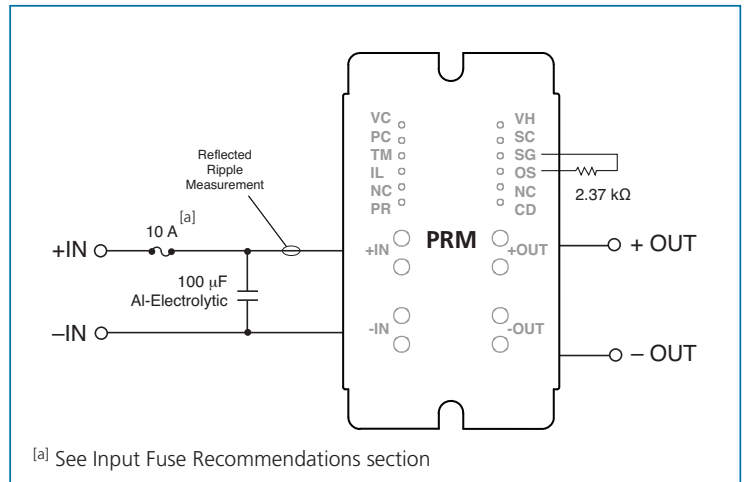 VC
PC
TM
IL
NC
PR
VH
SC
SG
OS
NC
CD
2.37 kΩ
Reflected
Ripple
Measurement
10 A [a]
+IN
100 μF
Al-Electrolytic
–IN
+IN
PRM
+OUT
+ OUT
-IN
-OUT
– OUT
[a] See Input Fuse Recommendations section